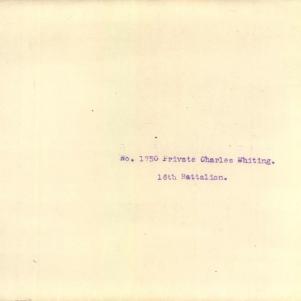 No. 1750 Private Charles Whiting.
16th Battalion.